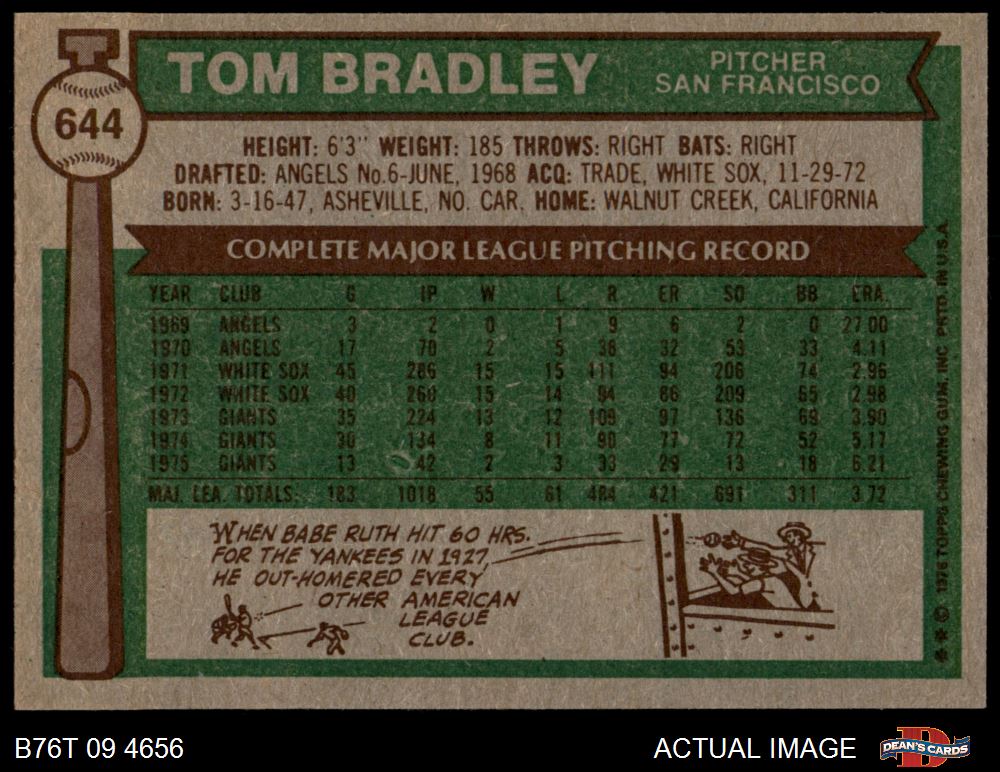 644
TOM BRADLEY
PITCHER
SAN FRANCISCO
HEIGHT: 6'3" WEIGHT: 185 THROWS: RIGHT BATS: RIGHT
DRAFTED: ANGELS No.6-JUNE, 1968 ACQ: TRADE, WHITE SOX, 11-29-72
BORN: 3-16-47, ASHEVILLE, NO. CAR. HOME: WALNUT CREEK, CALIFORNIA
COMPLETE MAJOR LEAGUE PITCHING RECORD
YEAR CLUB G IP W L R ER SO BB ERA.
1969 ANGELS 3 2 0 1 9 6 2 0 27.00
1970 ANGELS 17 70 2 5 38 32 53 33 4.11
1971 WHITE SOX 45 286 15 15 111 94 206 74 2.96
1972 WHITE SOX 40 260 15 14 94 86 209 65 2.98
1973 GIANTS 35 224 13 12 109 97 136 69 3.90
1974 GIANTS 30 134 8 11 90 77 72 52 5.17
1975 GIANTS 13 42 2 3 33 29 13 18 6.21
MAJ. LEA. TOTALS: 183 1018 55 61 484 421 691 311 3.72
WHEN BABE RUTH HIT 60 HRS.
FOR THE YANKEES IN 1927,
HE OUT-HOMERED EVERY
OTHER AMERICAN
LEAGUE
CLUB.
* * © 1976 TOPPS CHEWING GUM, INC. PRTD. IN U.S.A.
B76T 09 4656
ACTUAL IMAGE
D
DEAN'S CARDS